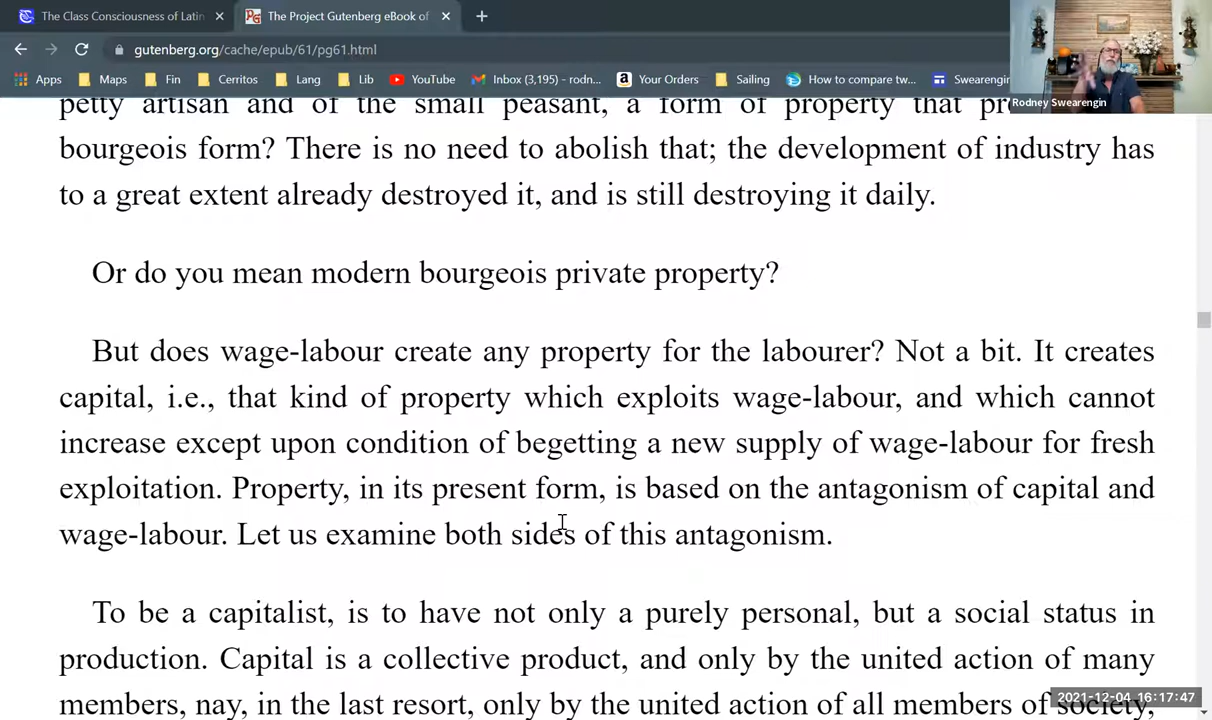 The Class Consciousness of Latin
The Project Gutenberg eBook of
gutenberg.org/cache/epub/61/pg61.html
Apps Maps Fin Cerritos Lang Lib YouTube Inbox (3,195) - rodn... Your Orders Sailing How to compare tw... Swearengin
Rodney Swearengin
petty artisan and of the small peasant, a form of property that
bourgeois form? There is no need to abolish that; the development of industry has
to a great extent already destroyed it, and is still destroying it daily.
Or do you mean modern bourgeois private property?
But does wage-labour create any property for the labourer? Not a bit. It creates
capital, i.e., that kind of property which exploits wage-labour, and which cannot
increase except upon condition of begetting a new supply of wage-labour for fresh
exploitation. Property, in its present form, is based on the antagonism of capital and
wage-labour. Let us examine both sides of this antagonism.
To be a capitalist, is to have not only a purely personal, but a social status in
production. Capital is a collective product, and only by the united action of many
members, nay, in the last resort, only by the united action of all members of society,
2021-12-04 16:17:47